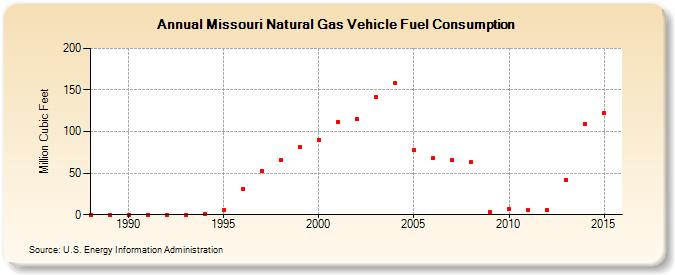 Annual Missouri Natural Gas Vehicle Fuel Consumption
Million Cubic Feet
200
150
100
50
0
1990 1995 2000 2005 2010 2015
Source: U.S. Energy Information Administration